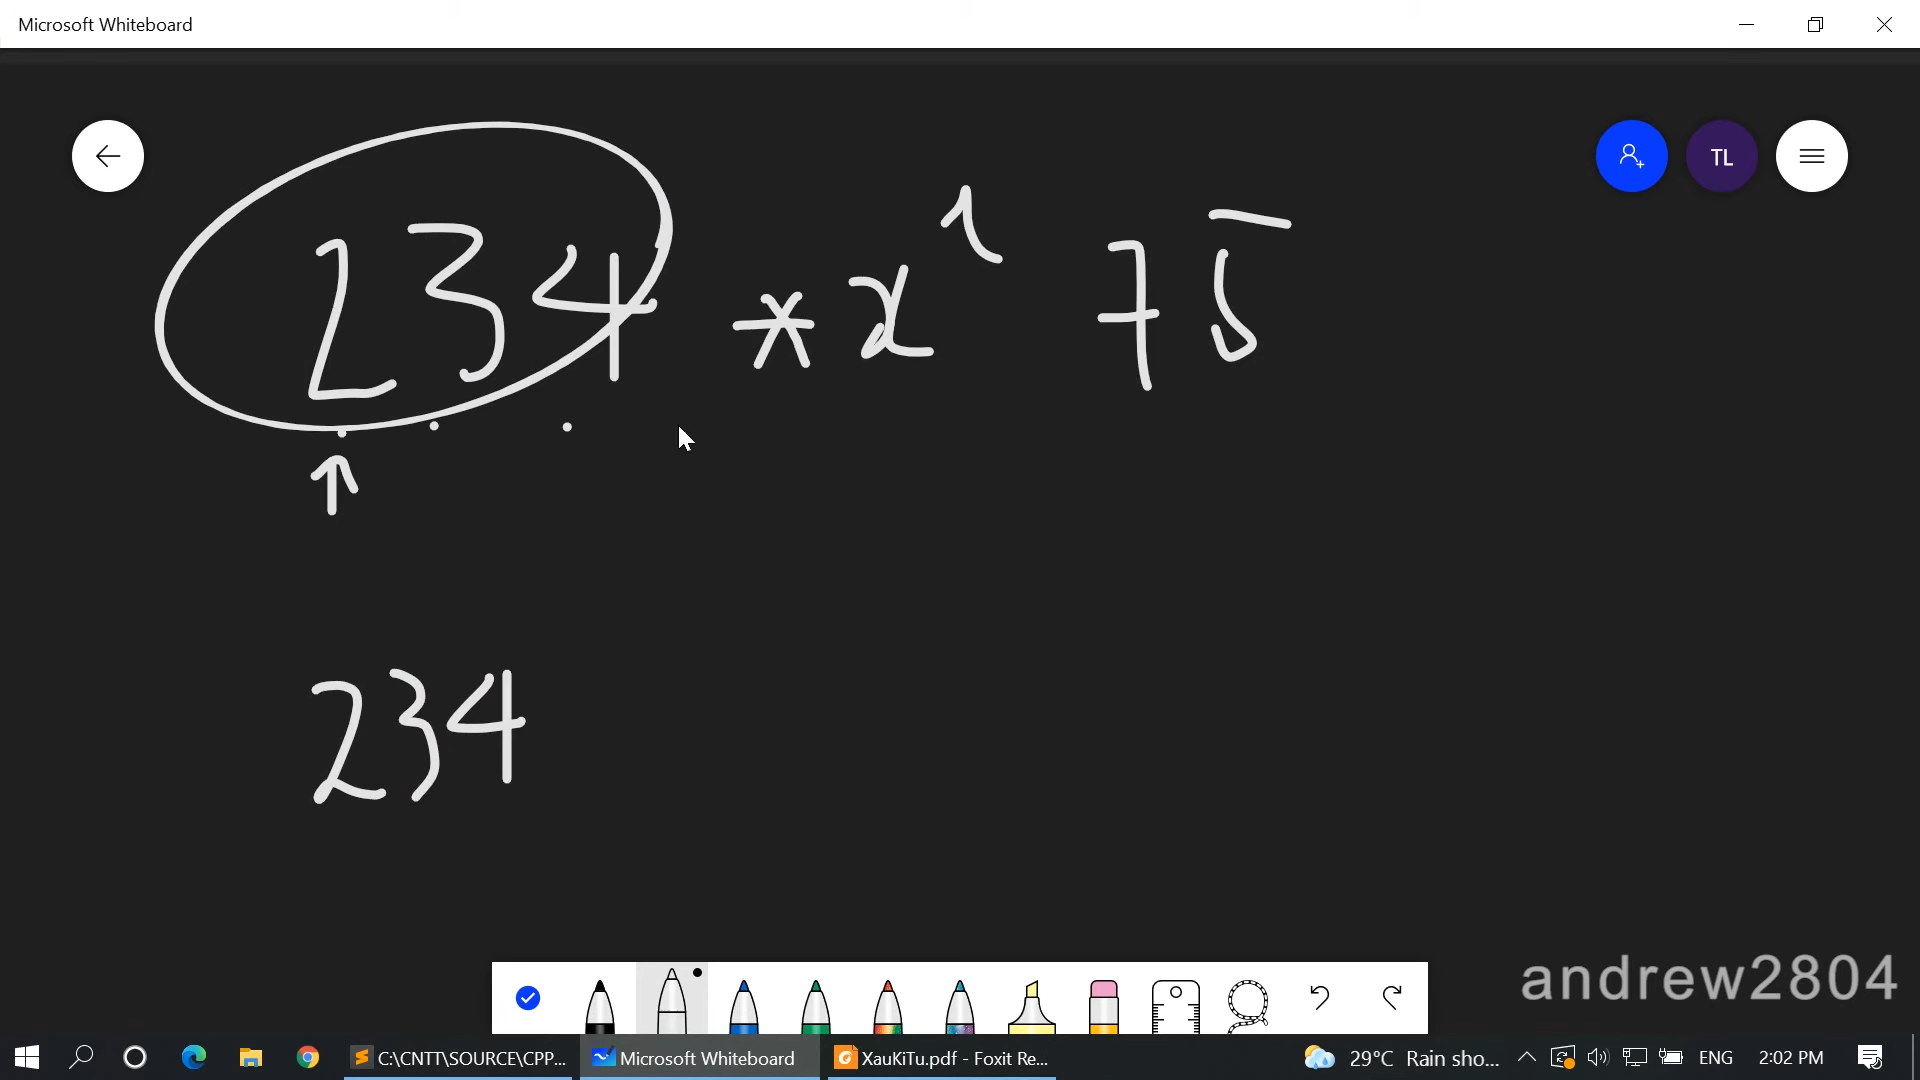 Microsoft Whiteboard
TL
234 * x^1 75
234
andrew2804
C:\CNTT\SOURCE\CPP...
Microsoft Whiteboard
XauKiTu.pdf - Foxit Re...
29°C Rain sho...
ENG
2:02 PM